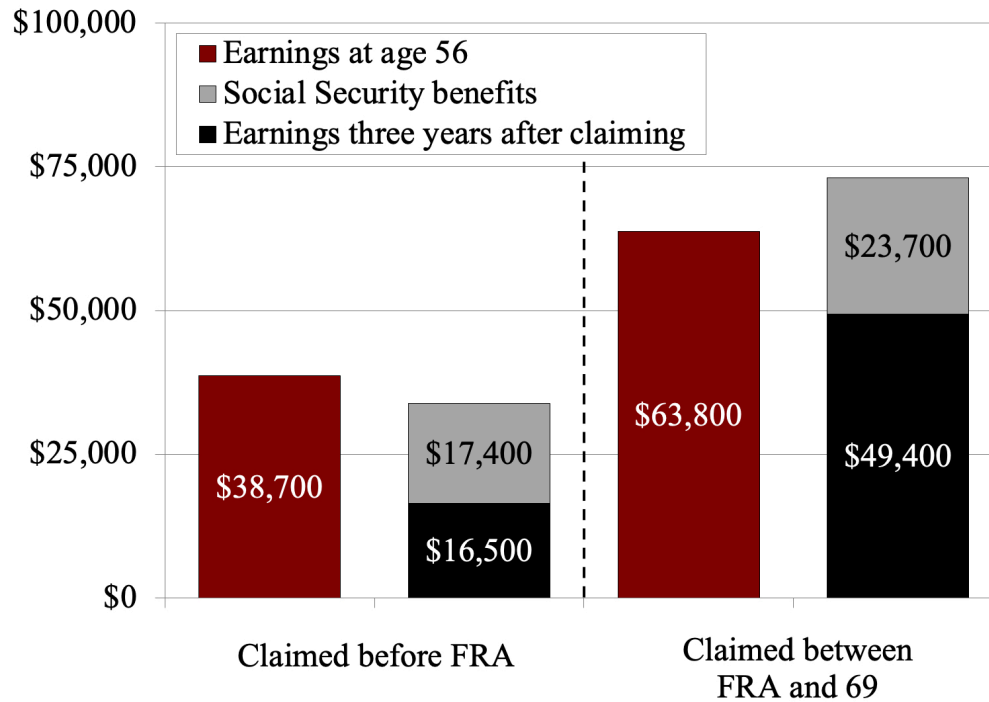 $100,000
Earnings at age 56
Social Security benefits
Earnings three years after claiming
$75,000
$50,000
$25,000
$0
$38,700
$17,400
$16,500
$63,800
$23,700
$49,400
Claimed before FRA
Claimed between
FRA and 69